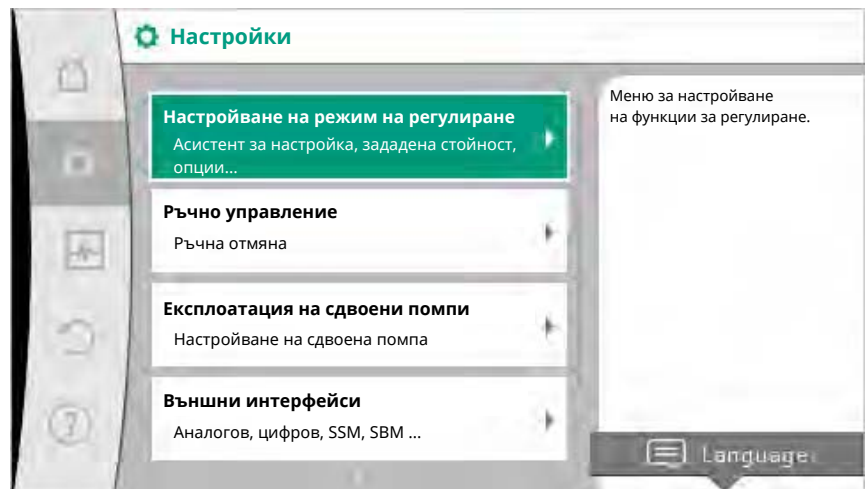 Настройки
Настройване на режим на регулиране
Асистент за настройка, зададена стойност,
опции...
Ръчно управление
Ръчна отмяна
Експлоатация на сдвоени помпи
Настройване на сдвоена помпа
Външни интерфейси
Аналогов, цифров, SSM, SBM ...
Меню за настройване
на функции за регулиране.
Language